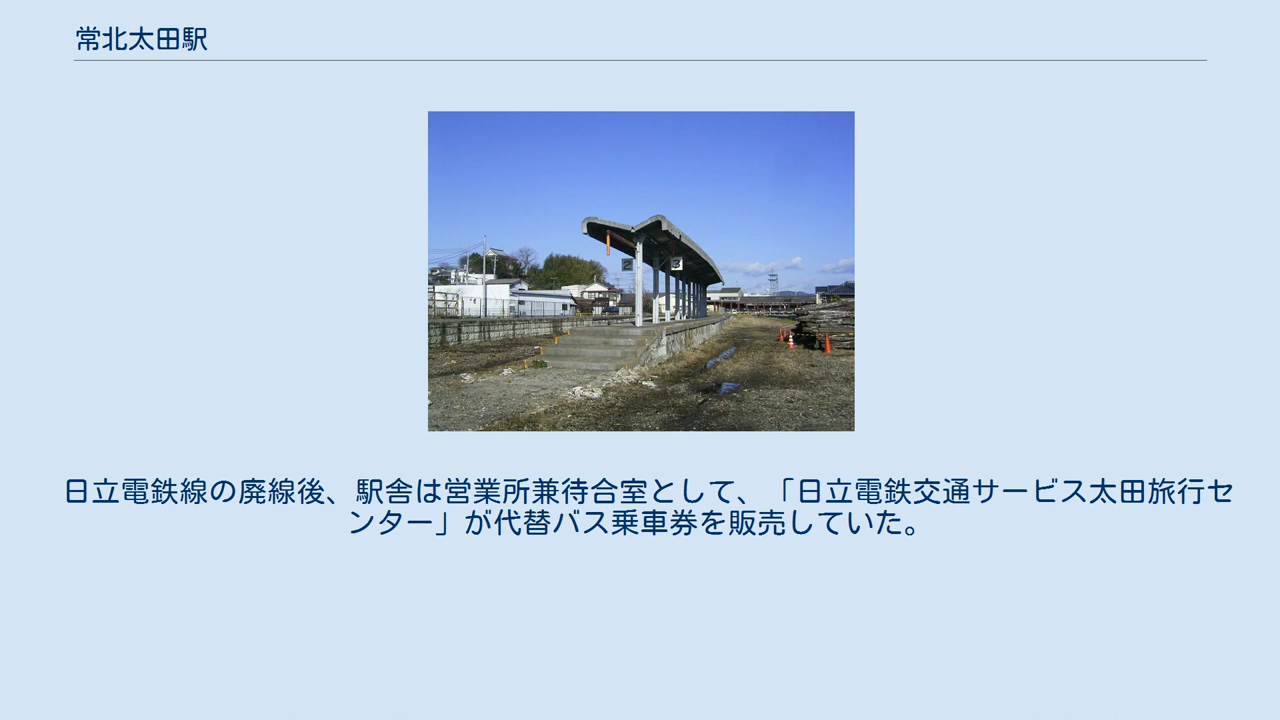 常北太田駅
2
3
日立電鉄線の廃線後、駅舎は営業所兼待合室として、「日立電鉄交通サービス太田旅行セ
ンター」が代替バス乗車券を販売していた。